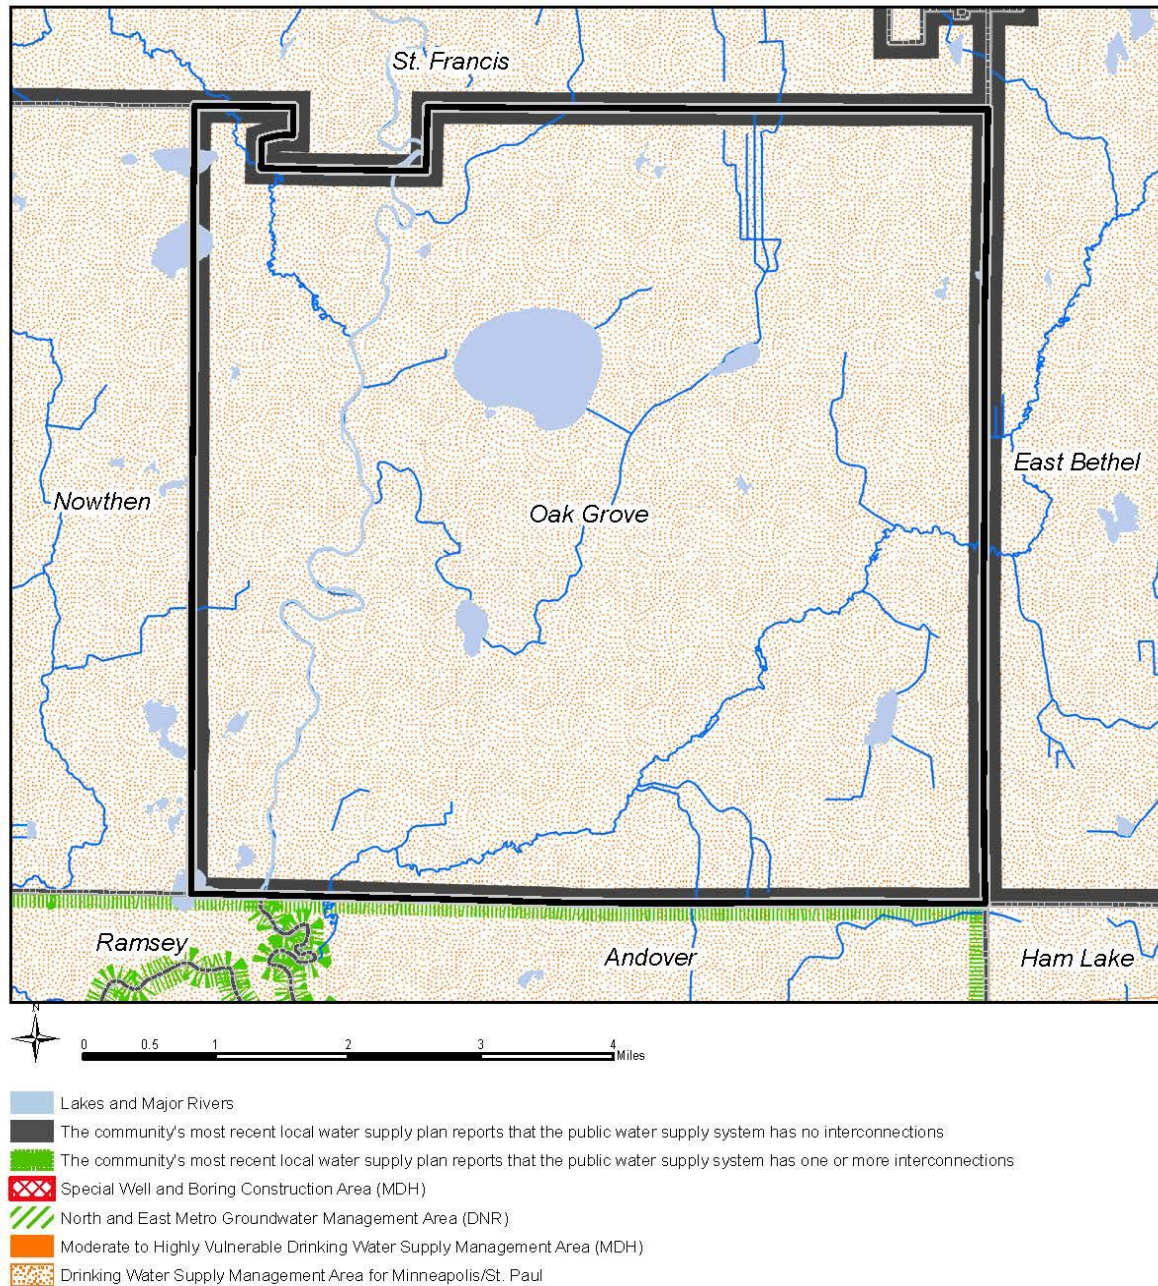 St. Francis
East Bethel
Nowthen
Oak Grove
Ramsey
Andover
Ham Lake
N
0 0.5 1 2 3 4
Miles
Lakes and Major Rivers
The community's most recent local water supply plan reports that the public water supply system has no interconnections
The community's most recent local water supply plan reports that the public water supply system has one or more interconnections
Special Well and Boring Construction Area (MDH)
North and East Metro Groundwater Management Area (DNR)
Moderate to Highly Vulnerable Drinking Water Supply Management Area (MDH)
Drinking Water Supply Management Area for Minneapolis/St. Paul